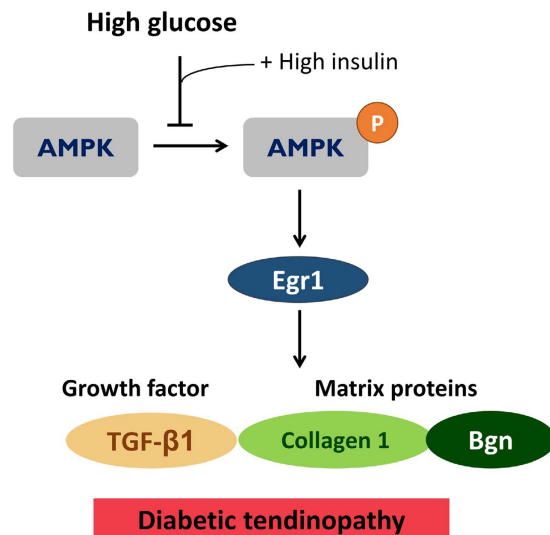 High glucose
+ High insulin
AMPK
AMPK
P
Egr1
Growth factor
Matrix proteins
TGF-β1
Collagen 1
Bgn
Diabetic tendinopathy